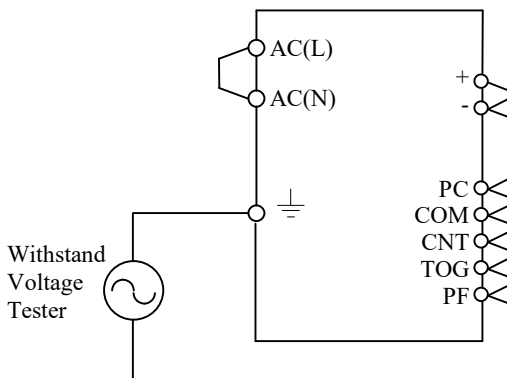 AC(L)
AC(N)
+
-
PC
COM
CNT
TOG
PF
Withstand
Voltage
Tester